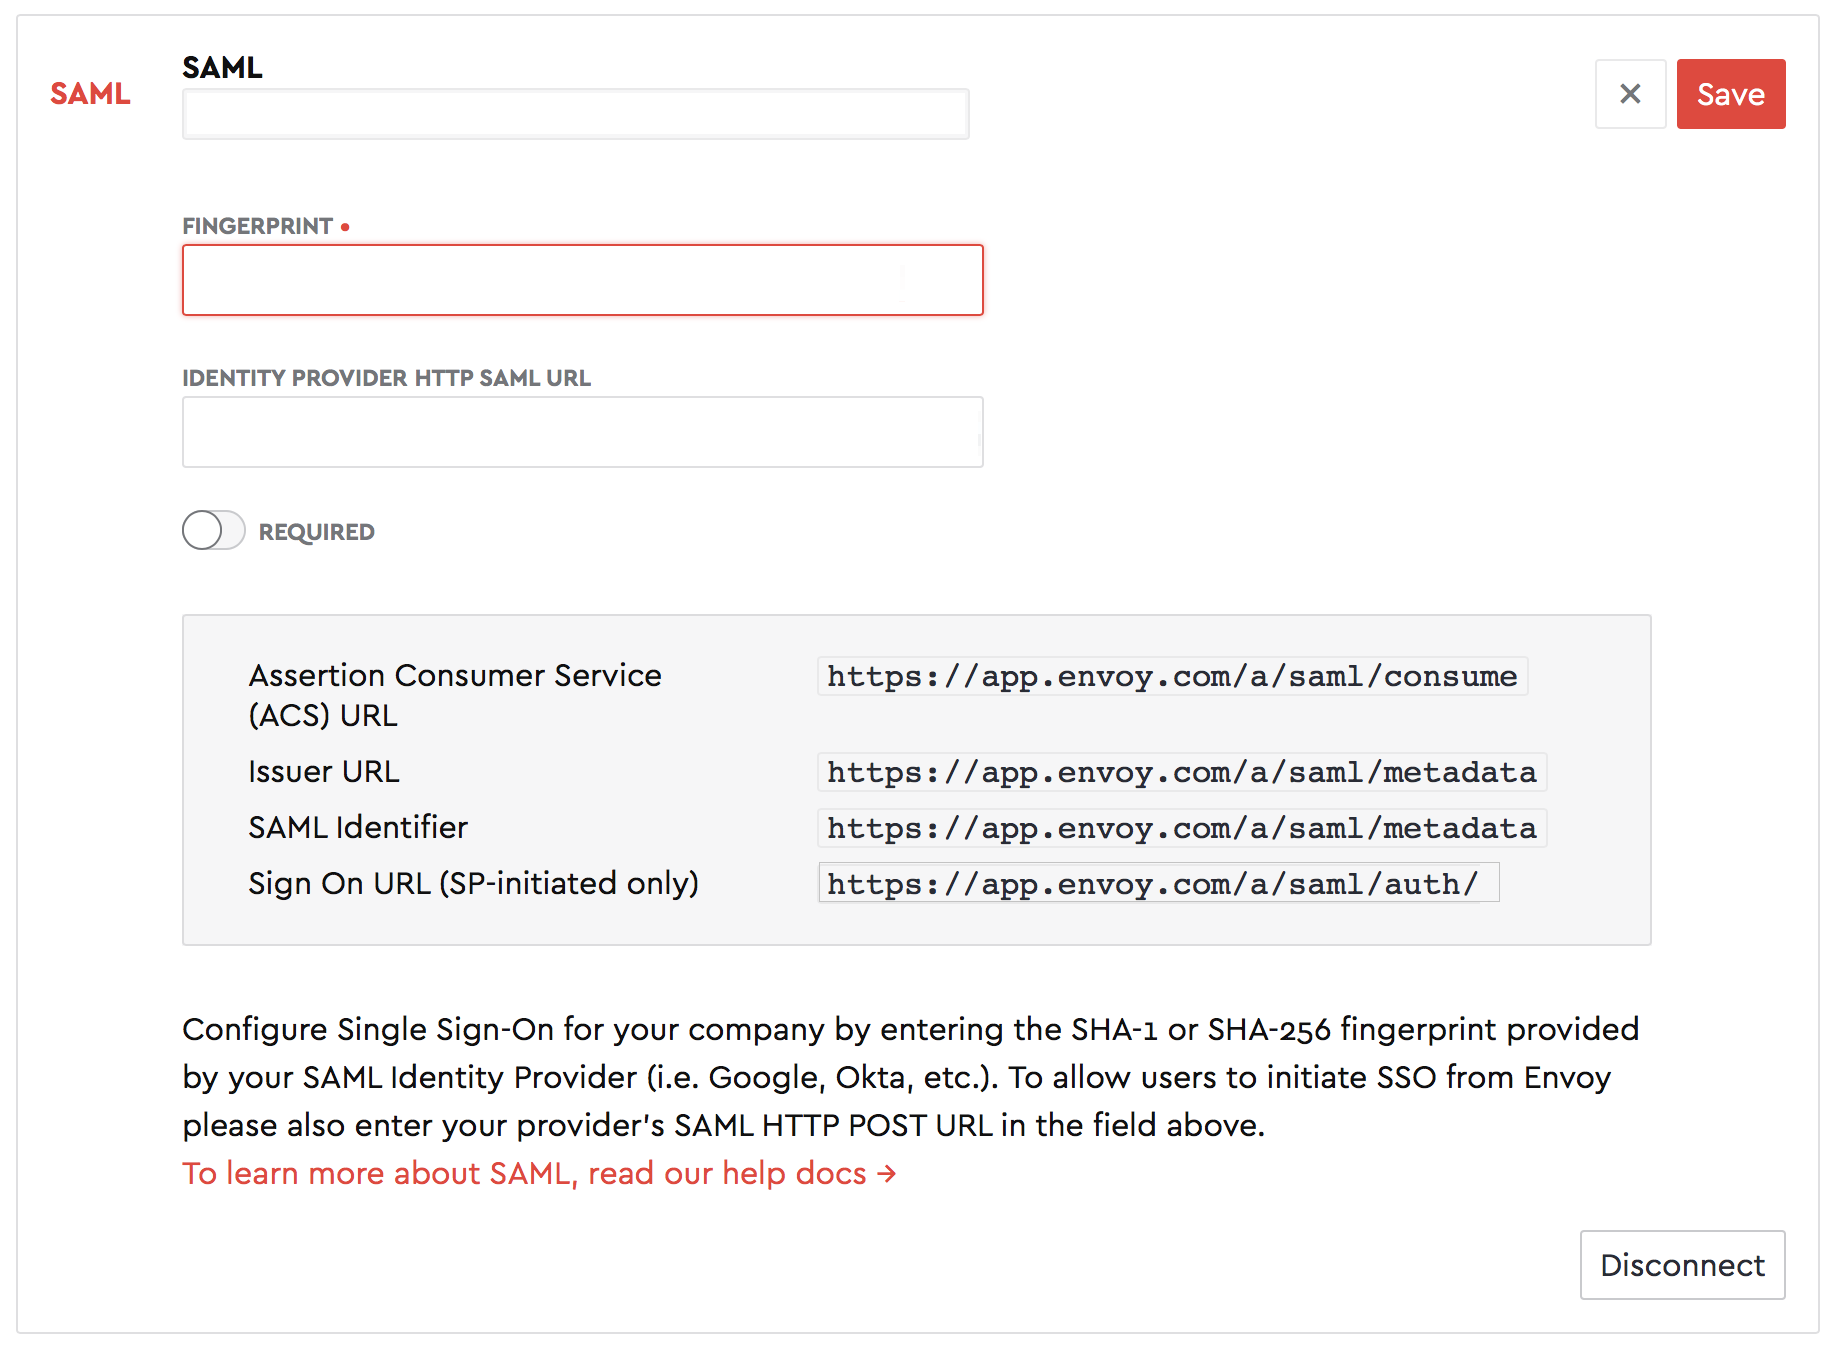 SAML
SAML
× Save
FINGERPRINT •
IDENTITY PROVIDER HTTP SAML URL
REQUIRED
Assertion Consumer Service (ACS) URL https://app.envoy.com/a/saml/consume
Issuer URL https://app.envoy.com/a/saml/metadata
SAML Identifier https://app.envoy.com/a/saml/metadata
Sign On URL (SP-initiated only) https://app.envoy.com/a/saml/auth/
Configure Single Sign-On for your company by entering the SHA-1 or SHA-256 fingerprint provided
by your SAML Identity Provider (i.e. Google, Okta, etc.). To allow users to initiate SSO from Envoy
please also enter your provider's SAML HTTP POST URL in the field above.
To learn more about SAML, read our help docs →
Disconnect